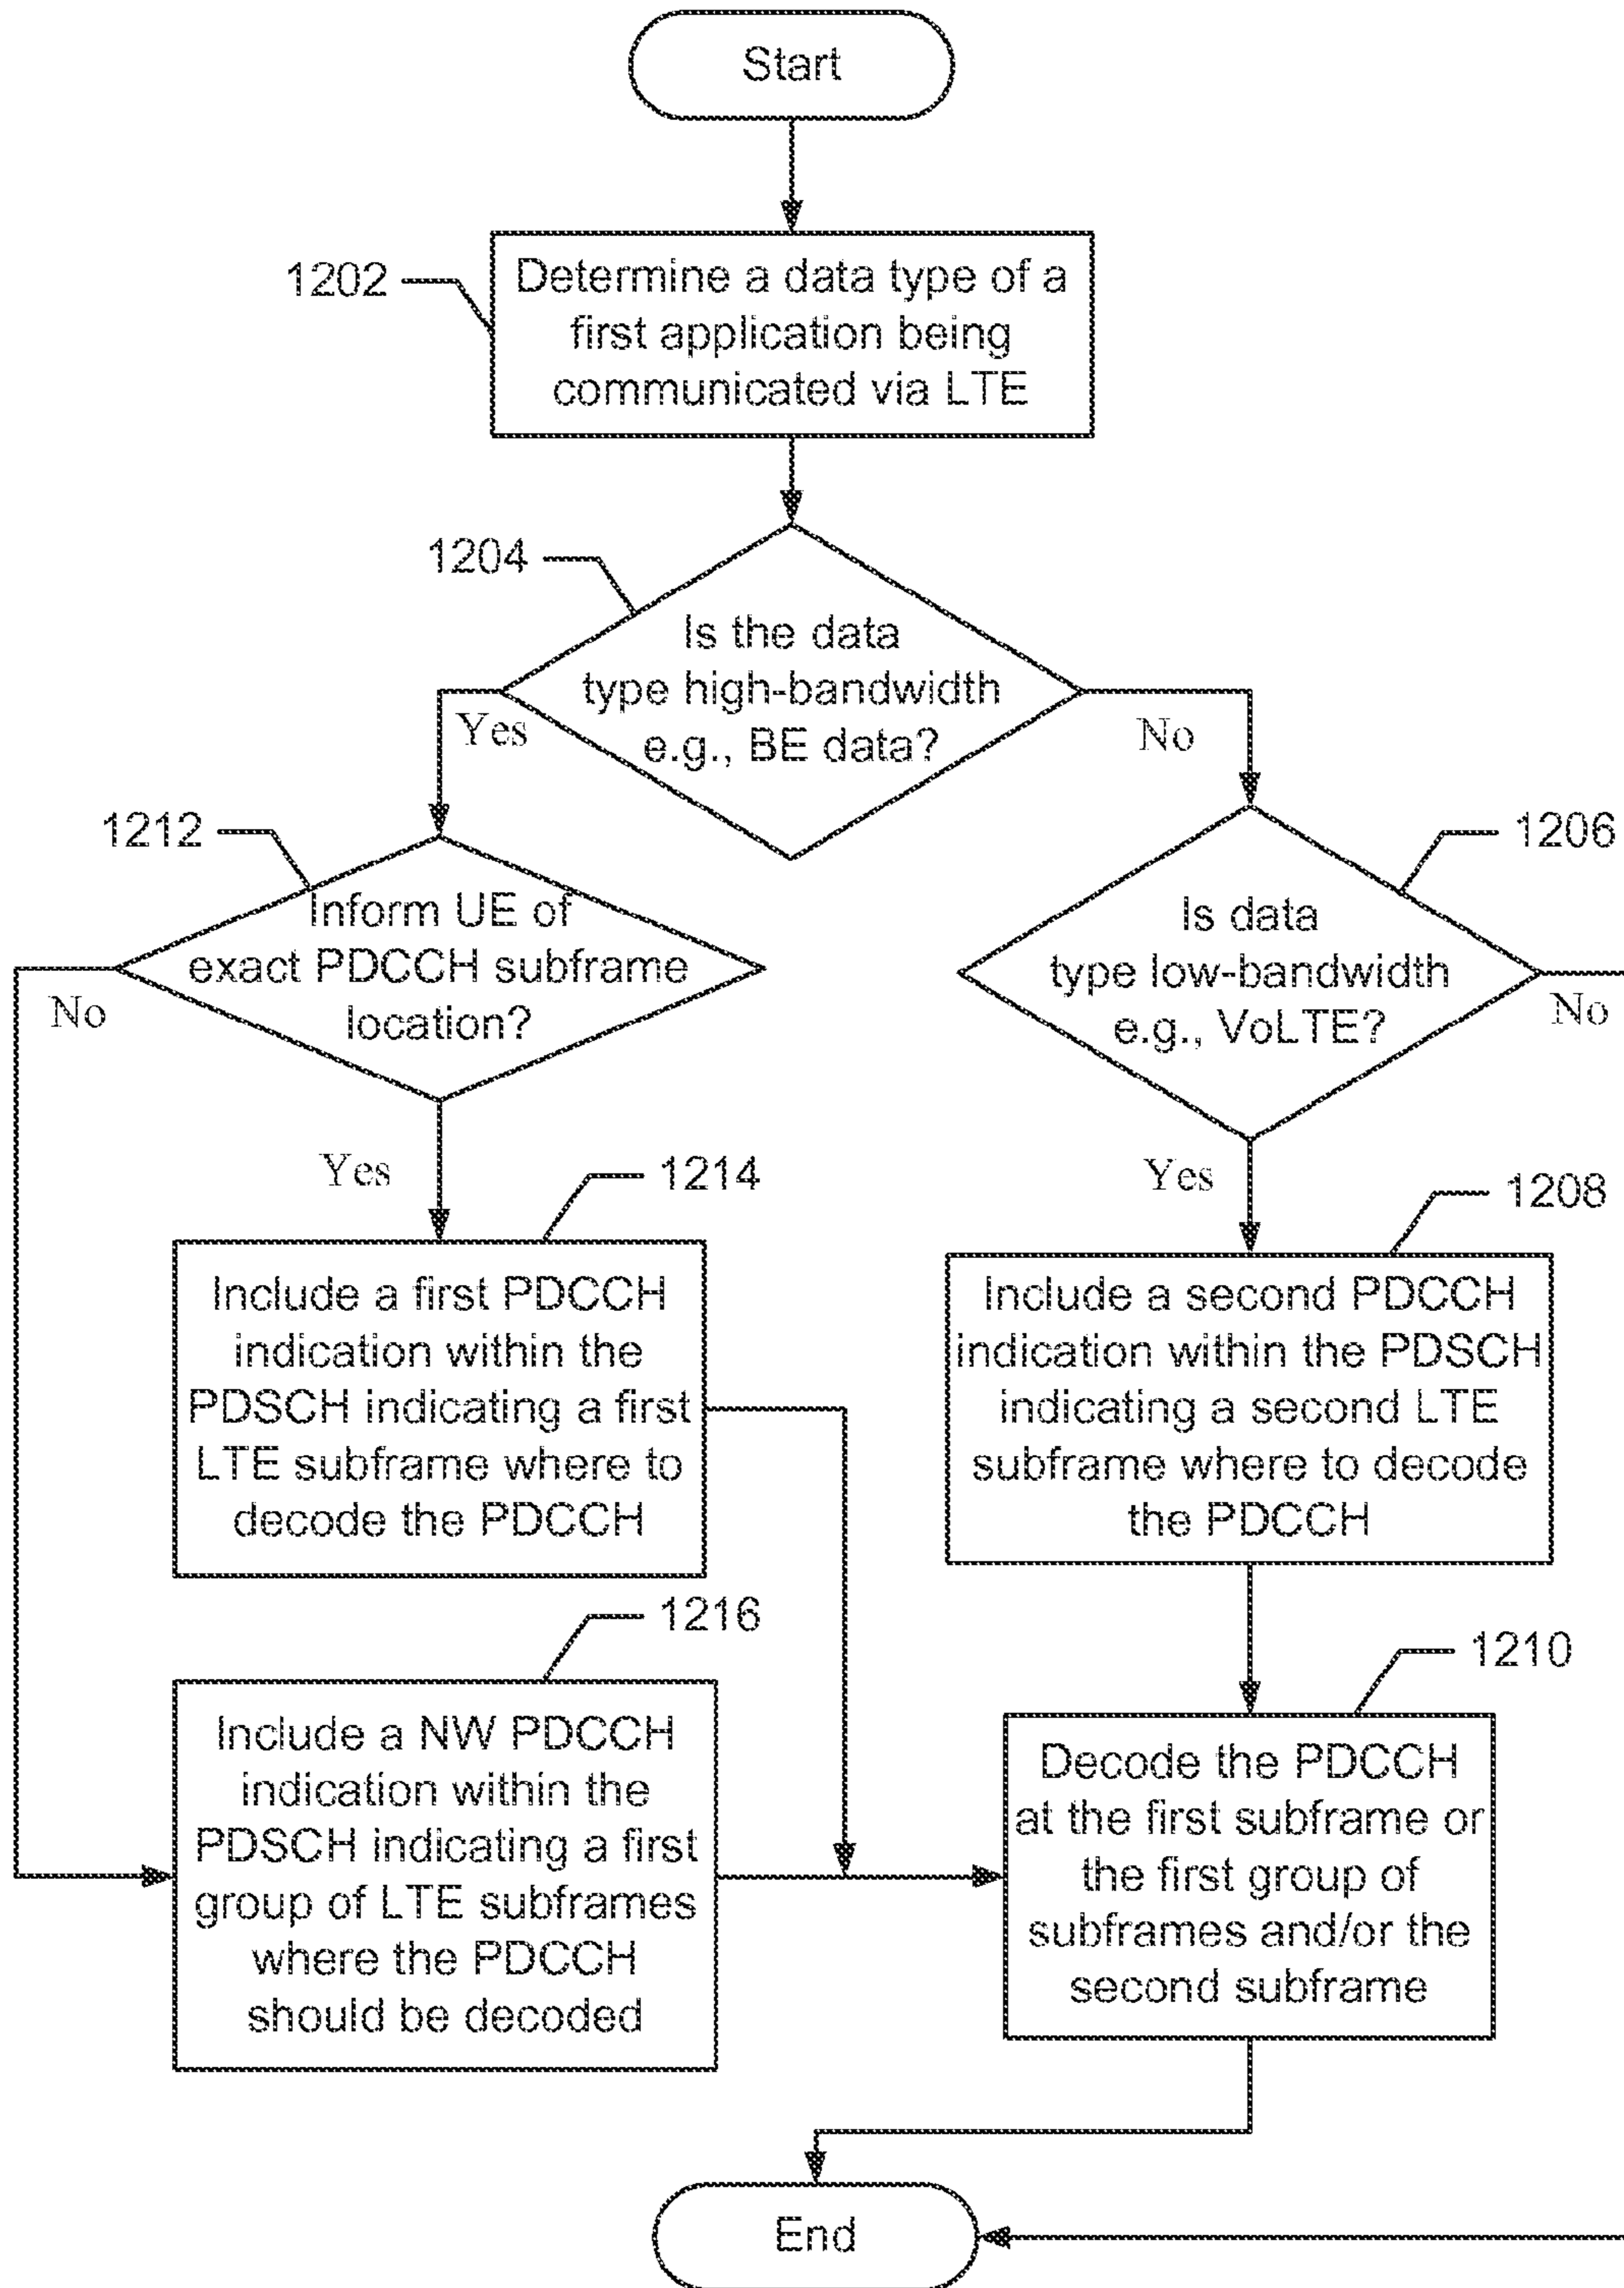 Start
1202
Determine a data type of a
first application being
communicated via LTE
1204
Is the data
type high-bandwidth
e.g., BE data?
Yes
No
1212
Inform UE of
exact PDCCH subframe
location?
No
Yes
1206
Is data
type low-bandwidth
e.g., VoLTE?
No
Yes
1214
Include a first PDCCH
indication within the
PDSCH indicating a first
LTE subframe where to
decode the PDCCH
1208
Include a second PDCCH
indication within the PDSCH
indicating a second LTE
subframe where to decode
the PDCCH
1216
Include a NW PDCCH
indication within the
PDSCH indicating a first
group of LTE subframes
where the PDCCH
should be decoded
1210
Decode the PDCCH
at the first subframe or
the first group of
subframes and/or the
second subframe
End